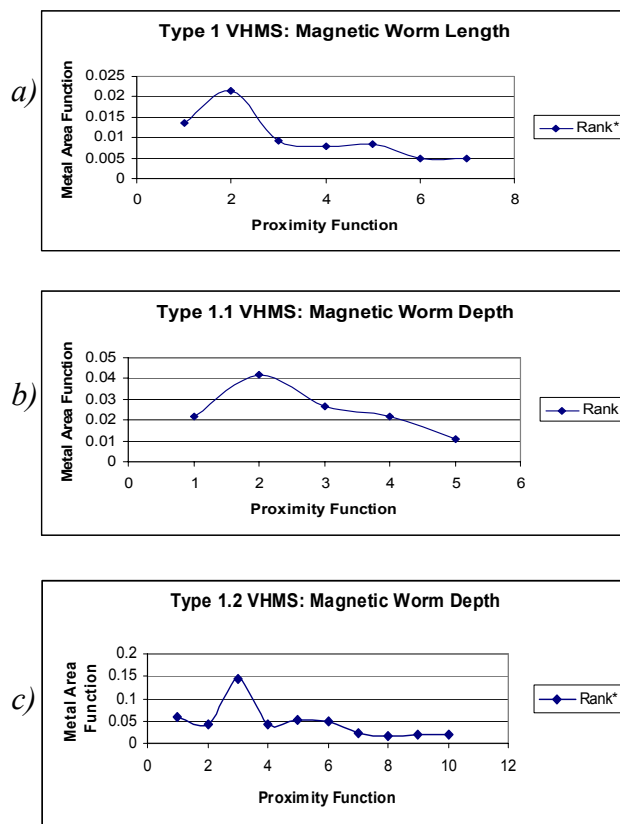 a)
Type 1 VHMS: Magnetic Worm Length
Metal Area Function
0.025
0.02
0.015
0.01
0.005
0
0 2 4 6 8
Proximity Function
Rank*
b)
Type 1.1 VHMS: Magnetic Worm Depth
Metal Area Function
0.05
0.04
0.03
0.02
0.01
0
0 1 2 3 4 5 6
Proximity Function
Rank
c)
Type 1.2 VHMS: Magnetic Worm Depth
Metal Area
Function
0.2
0.15
0.1
0.05
0
0 2 4 6 8 10 12
Proximity Function
Rank*